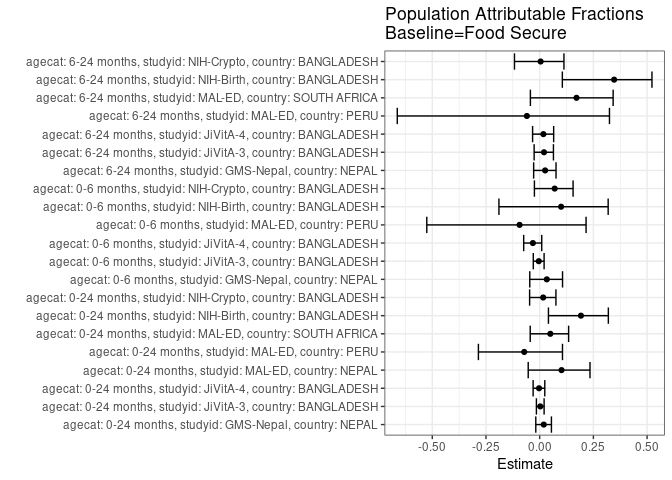 Population Attributable Fractions
Baseline=Food Secure
agecat: 6-24 months, studyid: NIH-Crypto, country: BANGLADESH
agecat: 6-24 months, studyid: NIH-Birth, country: BANGLADESH
agecat: 6-24 months, studyid: MAL-ED, country: SOUTH AFRICA
agecat: 6-24 months, studyid: MAL-ED, country: PERU
agecat: 6-24 months, studyid: JiVitA-4, country: BANGLADESH
agecat: 6-24 months, studyid: JiVitA-3, country: BANGLADESH
agecat: 6-24 months, studyid: GMS-Nepal, country: NEPAL
agecat: 0-6 months, studyid: NIH-Crypto, country: BANGLADESH
agecat: 0-6 months, studyid: NIH-Birth, country: BANGLADESH
agecat: 0-6 months, studyid: MAL-ED, country: PERU
agecat: 0-6 months, studyid: JiVitA-4, country: BANGLADESH
agecat: 0-6 months, studyid: JiVitA-3, country: BANGLADESH
agecat: 0-6 months, studyid: GMS-Nepal, country: NEPAL
agecat: 0-24 months, studyid: NIH-Crypto, country: BANGLADESH
agecat: 0-24 months, studyid: NIH-Birth, country: BANGLADESH
agecat: 0-24 months, studyid: MAL-ED, country: SOUTH AFRICA
agecat: 0-24 months, studyid: MAL-ED, country: PERU
agecat: 0-24 months, studyid: MAL-ED, country: NEPAL
agecat: 0-24 months, studyid: JiVitA-4, country: BANGLADESH
agecat: 0-24 months, studyid: JiVitA-3, country: BANGLADESH
agecat: 0-24 months, studyid: GMS-Nepal, country: NEPAL
-0.50 -0.25 0.00 0.25 0.50
Estimate